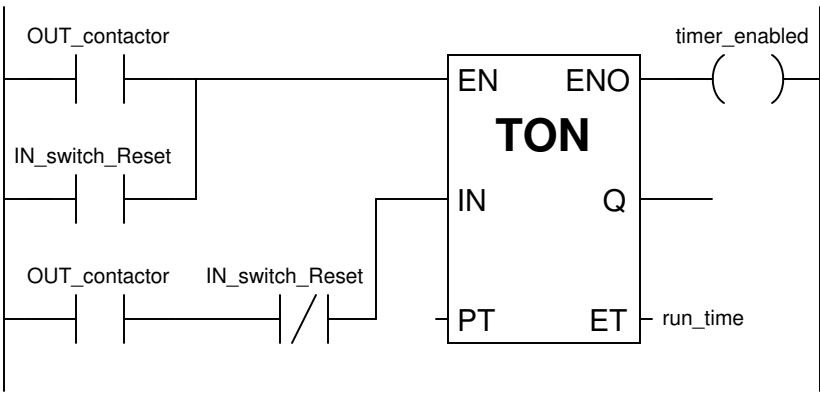 OUT_contactor
timer_enabled
EN ENO
TON
IN_switch_Reset
IN Q
OUT_contactor IN_switch_Reset
PT ET run_time